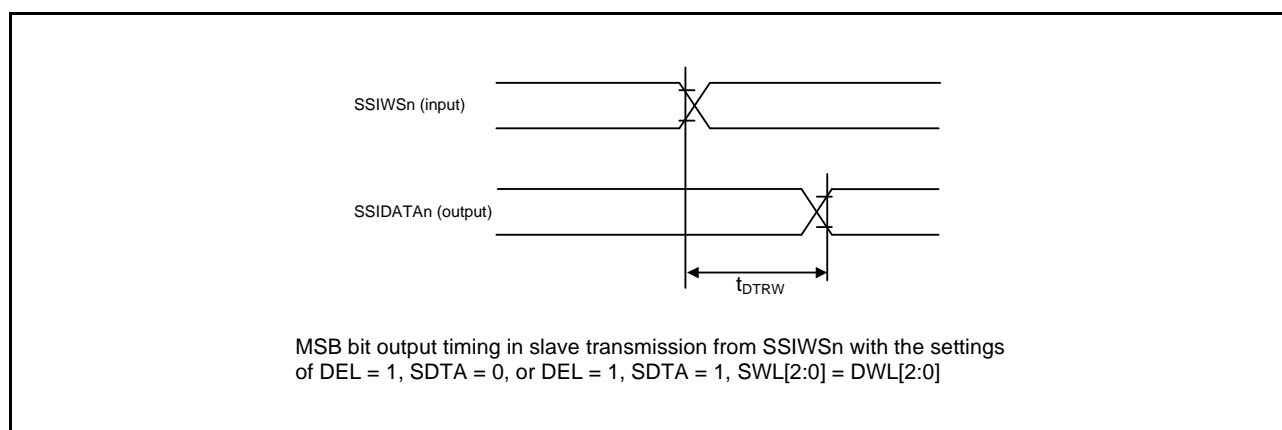 SSIWSn (input)
SSIDATAn (output)
tDTRW
MSB bit output timing in slave transmission from SSIWSn with the settings
of DEL = 1, SDTA = 0, or DEL = 1, SDTA = 1, SWL[2:0] = DWL[2:0]